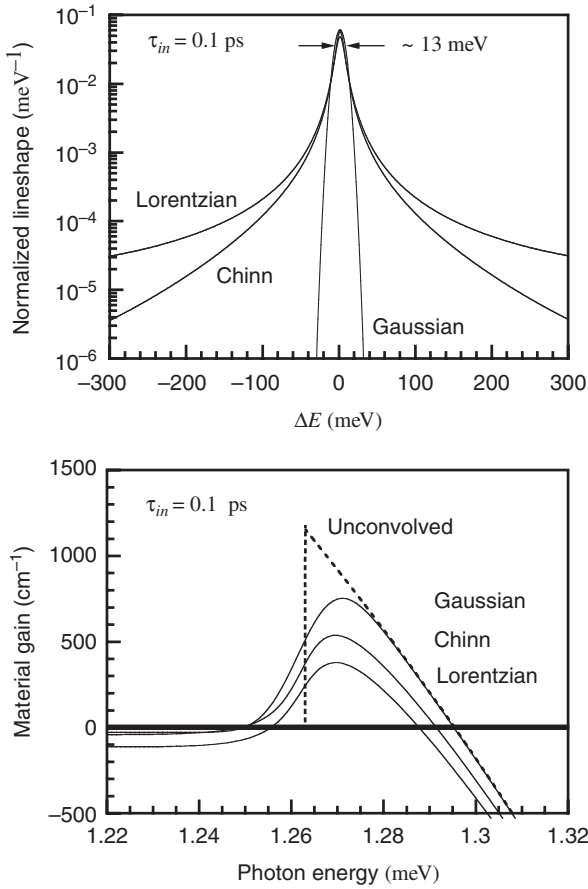 Normalized lineshape (meV⁻¹)
10⁻¹
10⁻²
10⁻³
10⁻⁴
10⁻⁵
10⁻⁶
τin = 0.1 ps
~ 13 meV
Lorentzian
Chinn
Gaussian
−300 −200 −100 0 100 200 300
ΔE (meV)
Material gain (cm⁻¹)
1500
1000
500
0
−500
τin = 0.1 ps
Unconvolved
Gaussian
Chinn
Lorentzian
1.22 1.24 1.26 1.28 1.3 1.32
Photon energy (meV)